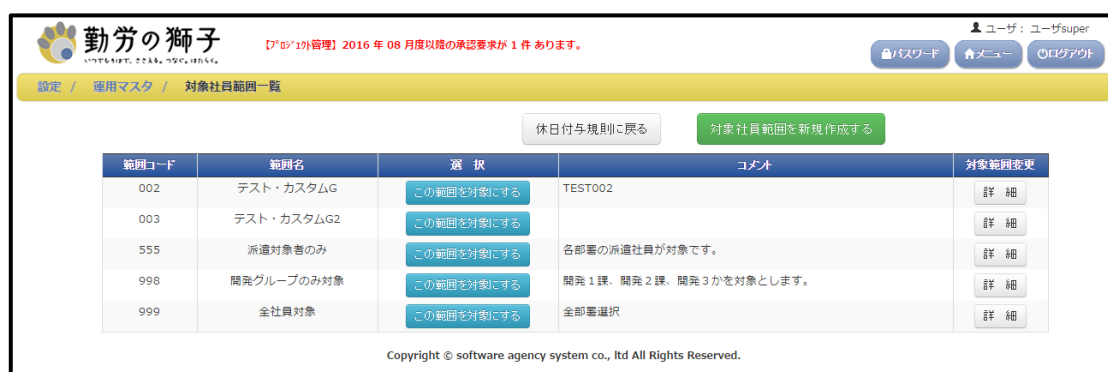 勤労の獅子
いつでもHAT、ささえる。つなぐ。はたらく。
【ﾌﾟﾛｼﾞｪｸﾄ管理】2016 年 08 月度以降の承認要求が 1 件 あります。
ユーザ： ユーザsuper
パスワード メニュー ログアウト
設定 / 運用マスタ / 対象社員範囲一覧
休日付与規則に戻る 対象社員範囲を新規作成する
範囲コード 範囲名 選 択 コメント 対象範囲変更
002 テスト・カスタムG この範囲を対象にする TEST002 詳 細
003 テスト・カスタムG2 この範囲を対象にする 詳 細
555 派遣対象者のみ この範囲を対象にする 各部署の派遣社員が対象です。 詳 細
998 開発グループのみ対象 この範囲を対象にする 開発１課、開発２課、開発３かを対象とします。 詳 細
999 全社員対象 この範囲を対象にする 全部署選択 詳 細
Copyright © software agency system co., ltd All Rights Reserved.